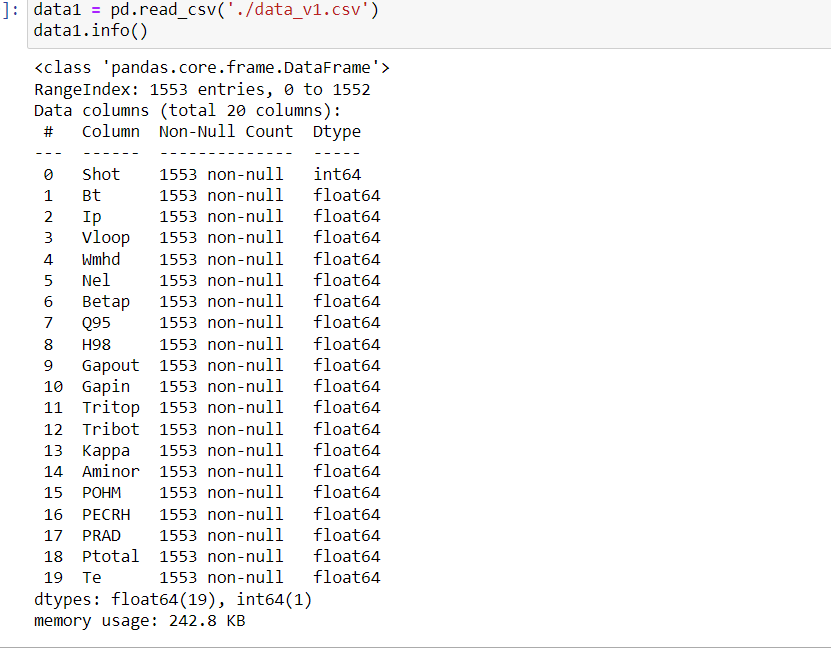 ]: data1 = pd.read_csv('./data_v1.csv')
data1.info()
<class 'pandas.core.frame.DataFrame'>
RangeIndex: 1553 entries, 0 to 1552
Data columns (total 20 columns):
 #   Column   Non-Null Count  Dtype
---  ------   --------------  -----
 0   Shot     1553 non-null   int64
 1   Bt       1553 non-null   float64
 2   Ip       1553 non-null   float64
 3   Vloop    1553 non-null   float64
 4   Wmhd     1553 non-null   float64
 5   Nel      1553 non-null   float64
 6   Betap    1553 non-null   float64
 7   Q95      1553 non-null   float64
 8   H98      1553 non-null   float64
 9   Gapout   1553 non-null   float64
 10  Gapin    1553 non-null   float64
 11  Tritop   1553 non-null   float64
 12  Tribot   1553 non-null   float64
 13  Kappa    1553 non-null   float64
 14  Aminor   1553 non-null   float64
 15  POHM     1553 non-null   float64
 16  PECRH    1553 non-null   float64
 17  PRAD     1553 non-null   float64
 18  Ptotal   1553 non-null   float64
 19  Te       1553 non-null   float64
dtypes: float64(19), int64(1)
memory usage: 242.8 KB